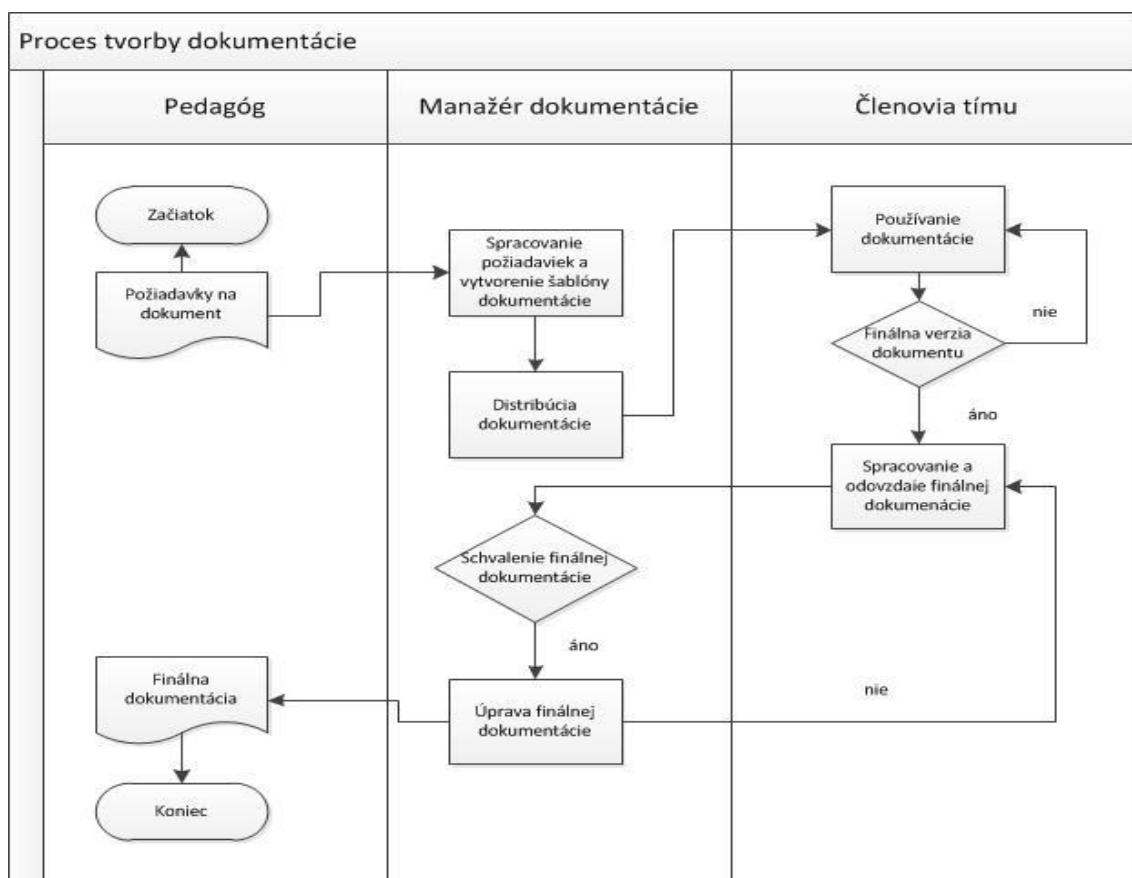 Proces tvorby dokumentácie
Pedagóg
Manažér dokumentácie
Členovia tímu
Začiatok
Požiadavky na
dokument
Spracovanie
požiadaviek a
vytvorenie šablóny
dokumentácie
Distribúcia
dokumentácie
Používanie
dokumentácie
nie
Finálna verzia
dokumentu
áno
Spracovanie a
odovzdaie finálnej
dokumenácie
Schvalenie finálnej
dokumentácie
áno
Úprava finálnej
dokumentácie
nie
Finálna
dokumentácia
Koniec